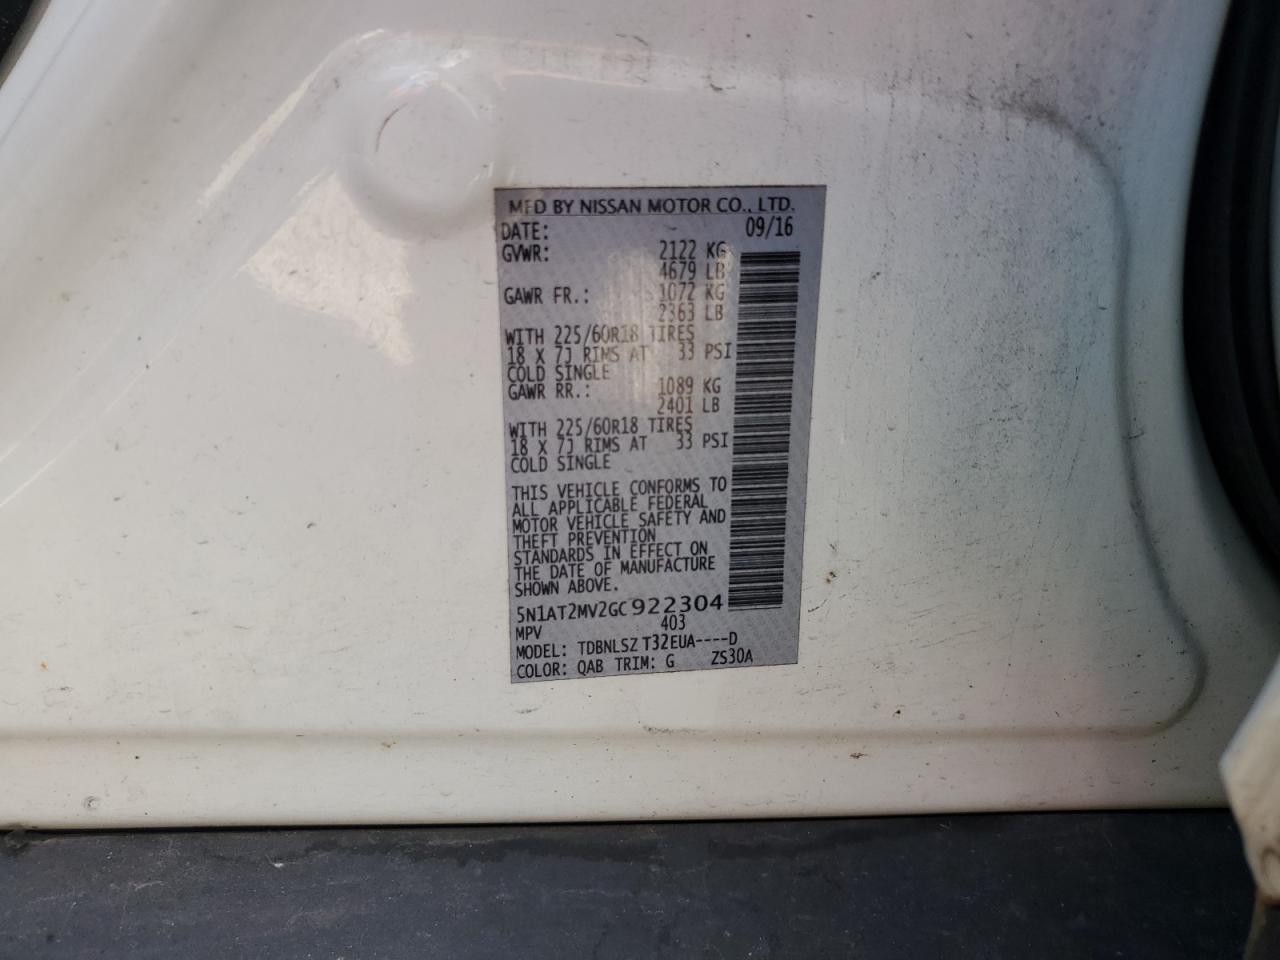 MFD BY NISSAN MOTOR CO., LTD.
DATE: 09/16
GVWR: 2122 KG
4679 LB
GAWR FR.: 1072 KG
2363 LB
WITH 225/60R18 TIRES
18 X 7J RIMS AT 33 PSI
COLD SINGLE
GAWR RR.: 1089 KG
2401 LB
WITH 225/60R18 TIRES
18 X 7J RIMS AT 33 PSI
COLD SINGLE
THIS VEHICLE CONFORMS TO
ALL APPLICABLE FEDERAL
MOTOR VEHICLE SAFETY AND
THEFT PREVENTION
STANDARDS IN EFFECT ON
THE DATE OF MANUFACTURE
SHOWN ABOVE.
5N1AT2MV2GC922304
MPV 403
MODEL: TDBNLSZ T32EUA----D
COLOR: QAB TRIM: G ZS30A